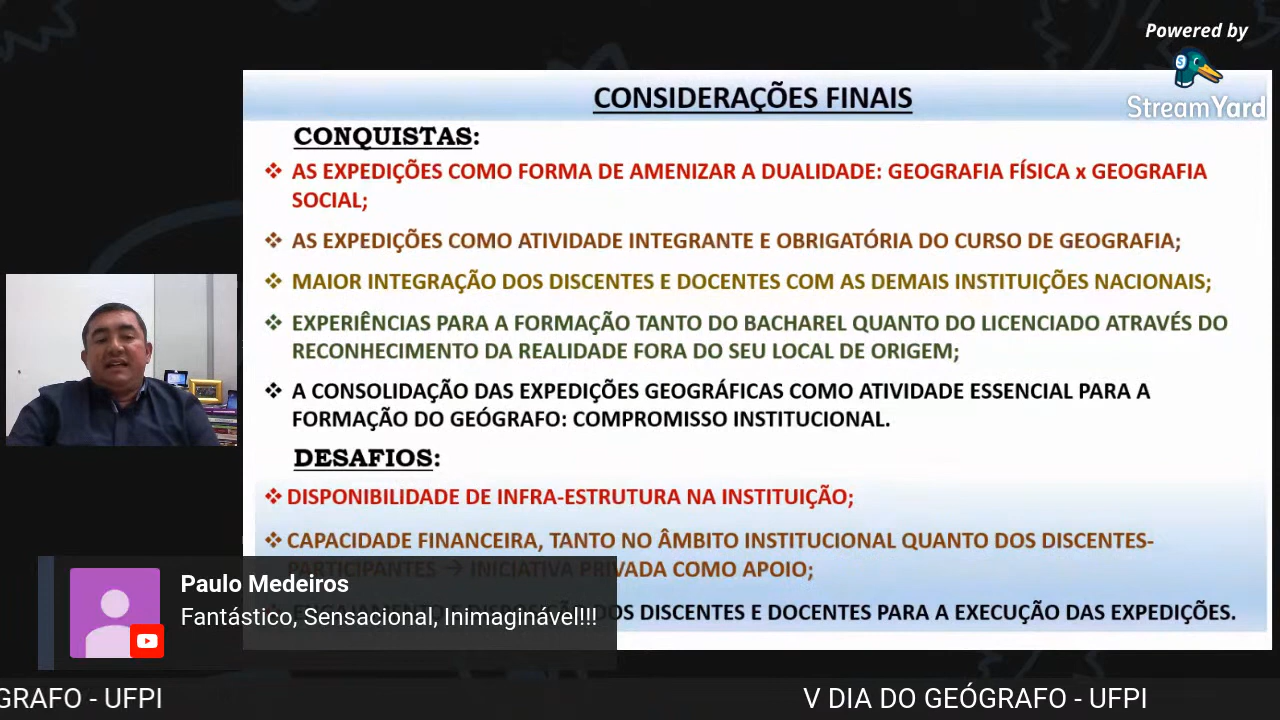 Powered by
StreamYard
CONSIDERAÇÕES FINAIS
CONQUISTAS:
❖ AS EXPEDIÇÕES COMO FORMA DE AMENIZAR A DUALIDADE: GEOGRAFIA FÍSICA x GEOGRAFIA
SOCIAL;
❖ AS EXPEDIÇÕES COMO ATIVIDADE INTEGRANTE E OBRIGATÓRIA DO CURSO DE GEOGRAFIA;
❖ MAIOR INTEGRAÇÃO DOS DISCENTES E DOCENTES COM AS DEMAIS INSTITUIÇÕES NACIONAIS;
❖ EXPERIÊNCIAS PARA A FORMAÇÃO TANTO DO BACHAREL QUANTO DO LICENCIADO ATRAVÉS DO
RECONHECIMENTO DA REALIDADE FORA DO SEU LOCAL DE ORIGEM;
❖ A CONSOLIDAÇÃO DAS EXPEDIÇÕES GEOGRÁFICAS COMO ATIVIDADE ESSENCIAL PARA A
FORMAÇÃO DO GEÓGRAFO: COMPROMISSO INSTITUCIONAL.
DESAFIOS:
❖ DISPONIBILIDADE DE INFRA-ESTRUTURA NA INSTITUIÇÃO;
❖ CAPACIDADE FINANCEIRA, TANTO NO ÂMBITO INSTITUCIONAL QUANTO DOS DISCENTES-
PARTICIPANTES → INICIATIVA PRIVADA COMO APOIO;
DOS DISCENTES E DOCENTES PARA A EXECUÇÃO DAS EXPEDIÇÕES.
Paulo Medeiros
Fantástico, Sensacional, Inimaginável!!!
GRAFO - UFPI
V DIA DO GEÓGRAFO - UFPI